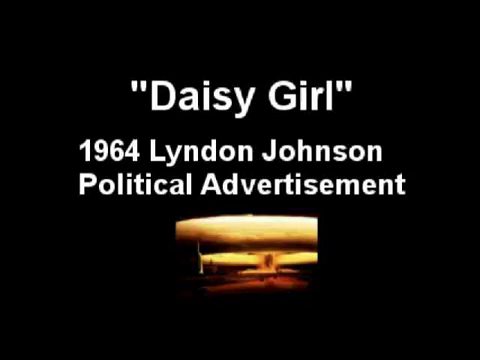 "Daisy Girl"
1964 Lyndon Johnson
Political Advertisement